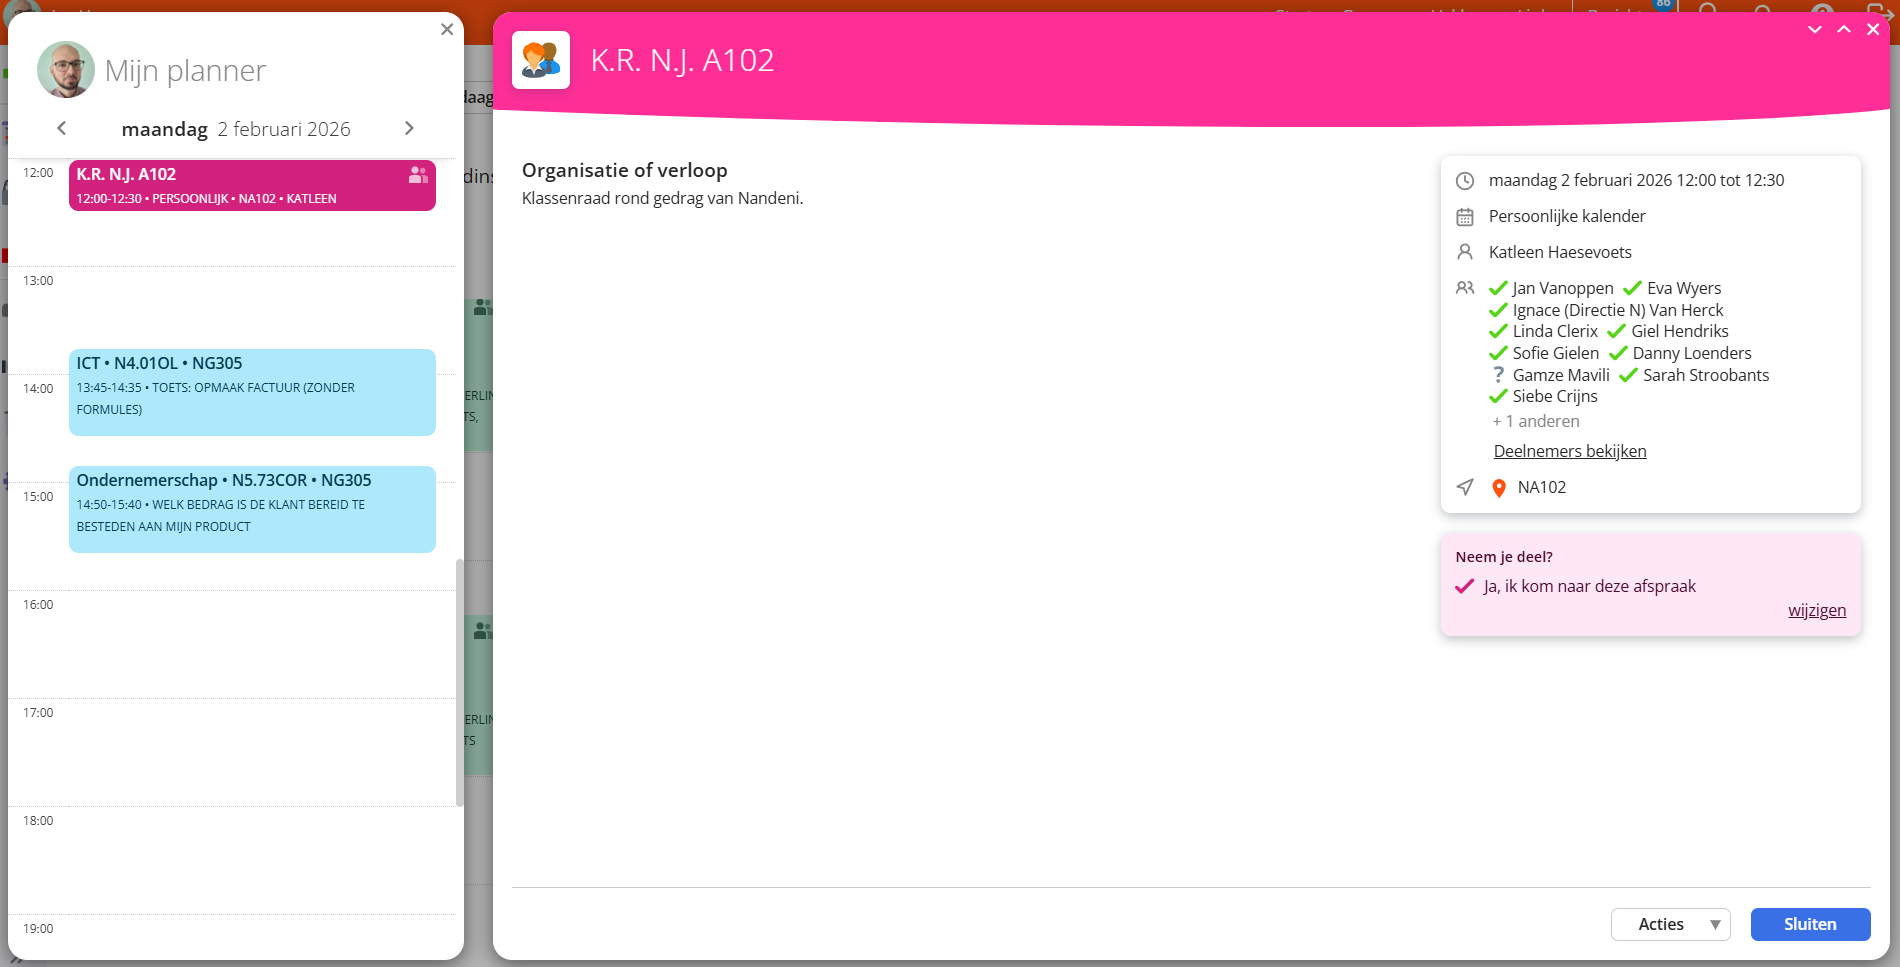 Mijn planner
maandag 2 februari 2026
12:00
K.R. N.J. A102
12:00-12:30 • PERSOONLIJK • NA102 • KATLEEN
13:00
ICT • N4.01OL • NG305
13:45-14:35 • TOETS: OPMAAK FACTUUR (ZONDER
FORMULES)
14:00
Ondernemerschap • N5.73COR • NG305
14:50-15:40 • WELK BEDRAG IS DE KLANT BEREID TE
BESTEDEN AAN MIJN PRODUCT
15:00
16:00
17:00
18:00
19:00
K.R. N.J. A102
Organisatie of verloop
Klassenraad rond gedrag van Nandeni.
maandag 2 februari 2026 12:00 tot 12:30
Persoonlijke kalender
Katleen Haesevoets
Jan Vanoppen Eva Wyers
Ignace (Directie N) Van Herck
Linda Clerix Giel Hendriks
Sofie Gielen Danny Loenders
? Gamze Mavili Sarah Stroobants
Siebe Crijns
+ 1 anderen
Deelnemers bekijken
NA102
Neem je deel?
Ja, ik kom naar deze afspraak
wijzigen
Acties
Sluiten